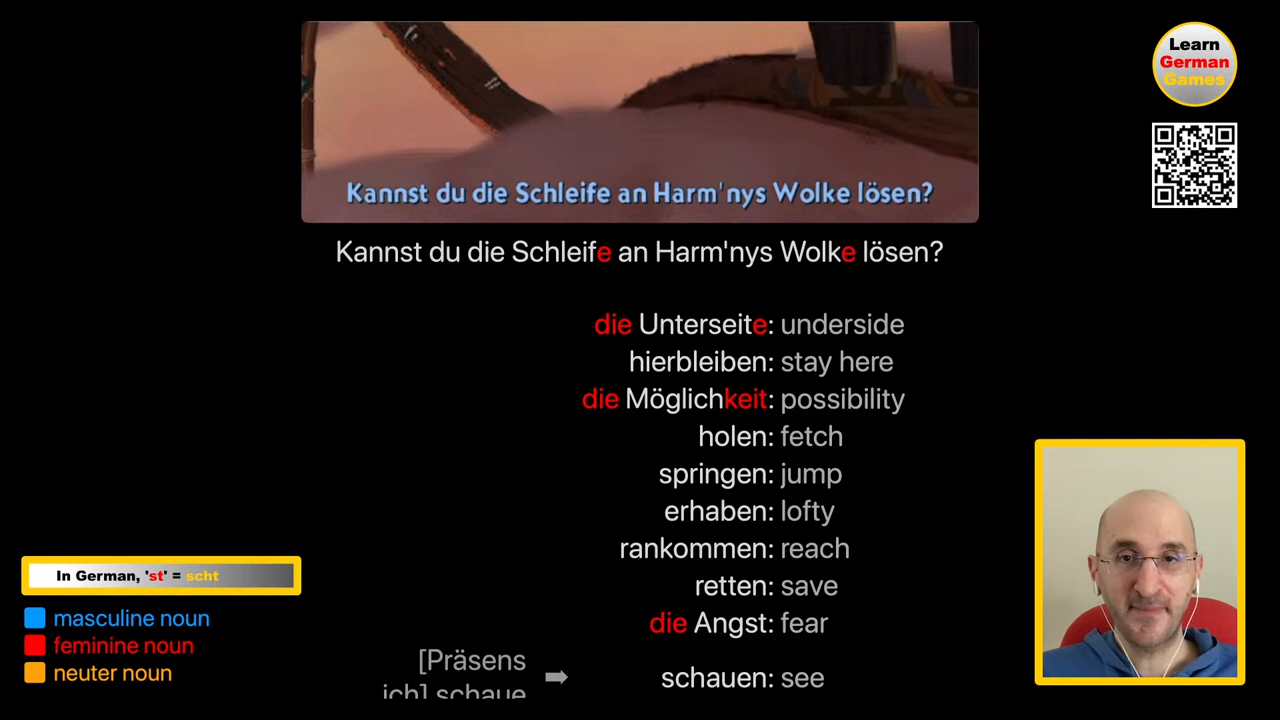 Kannst du die Schleife an Harm'nys Wolke lösen?
Learn
German
Games
Kannst du die Schleife an Harm'nys Wolke lösen?
die Unterseite: underside
hierbleiben: stay here
die Möglichkeit: possibility
holen: fetch
springen: jump
erhaben: lofty
rankommen: reach
retten: save
die Angst: fear
[Präsens
ich] schaue
➡ schauen: see
In German, 'st' = scht
masculine noun
feminine noun
neuter noun